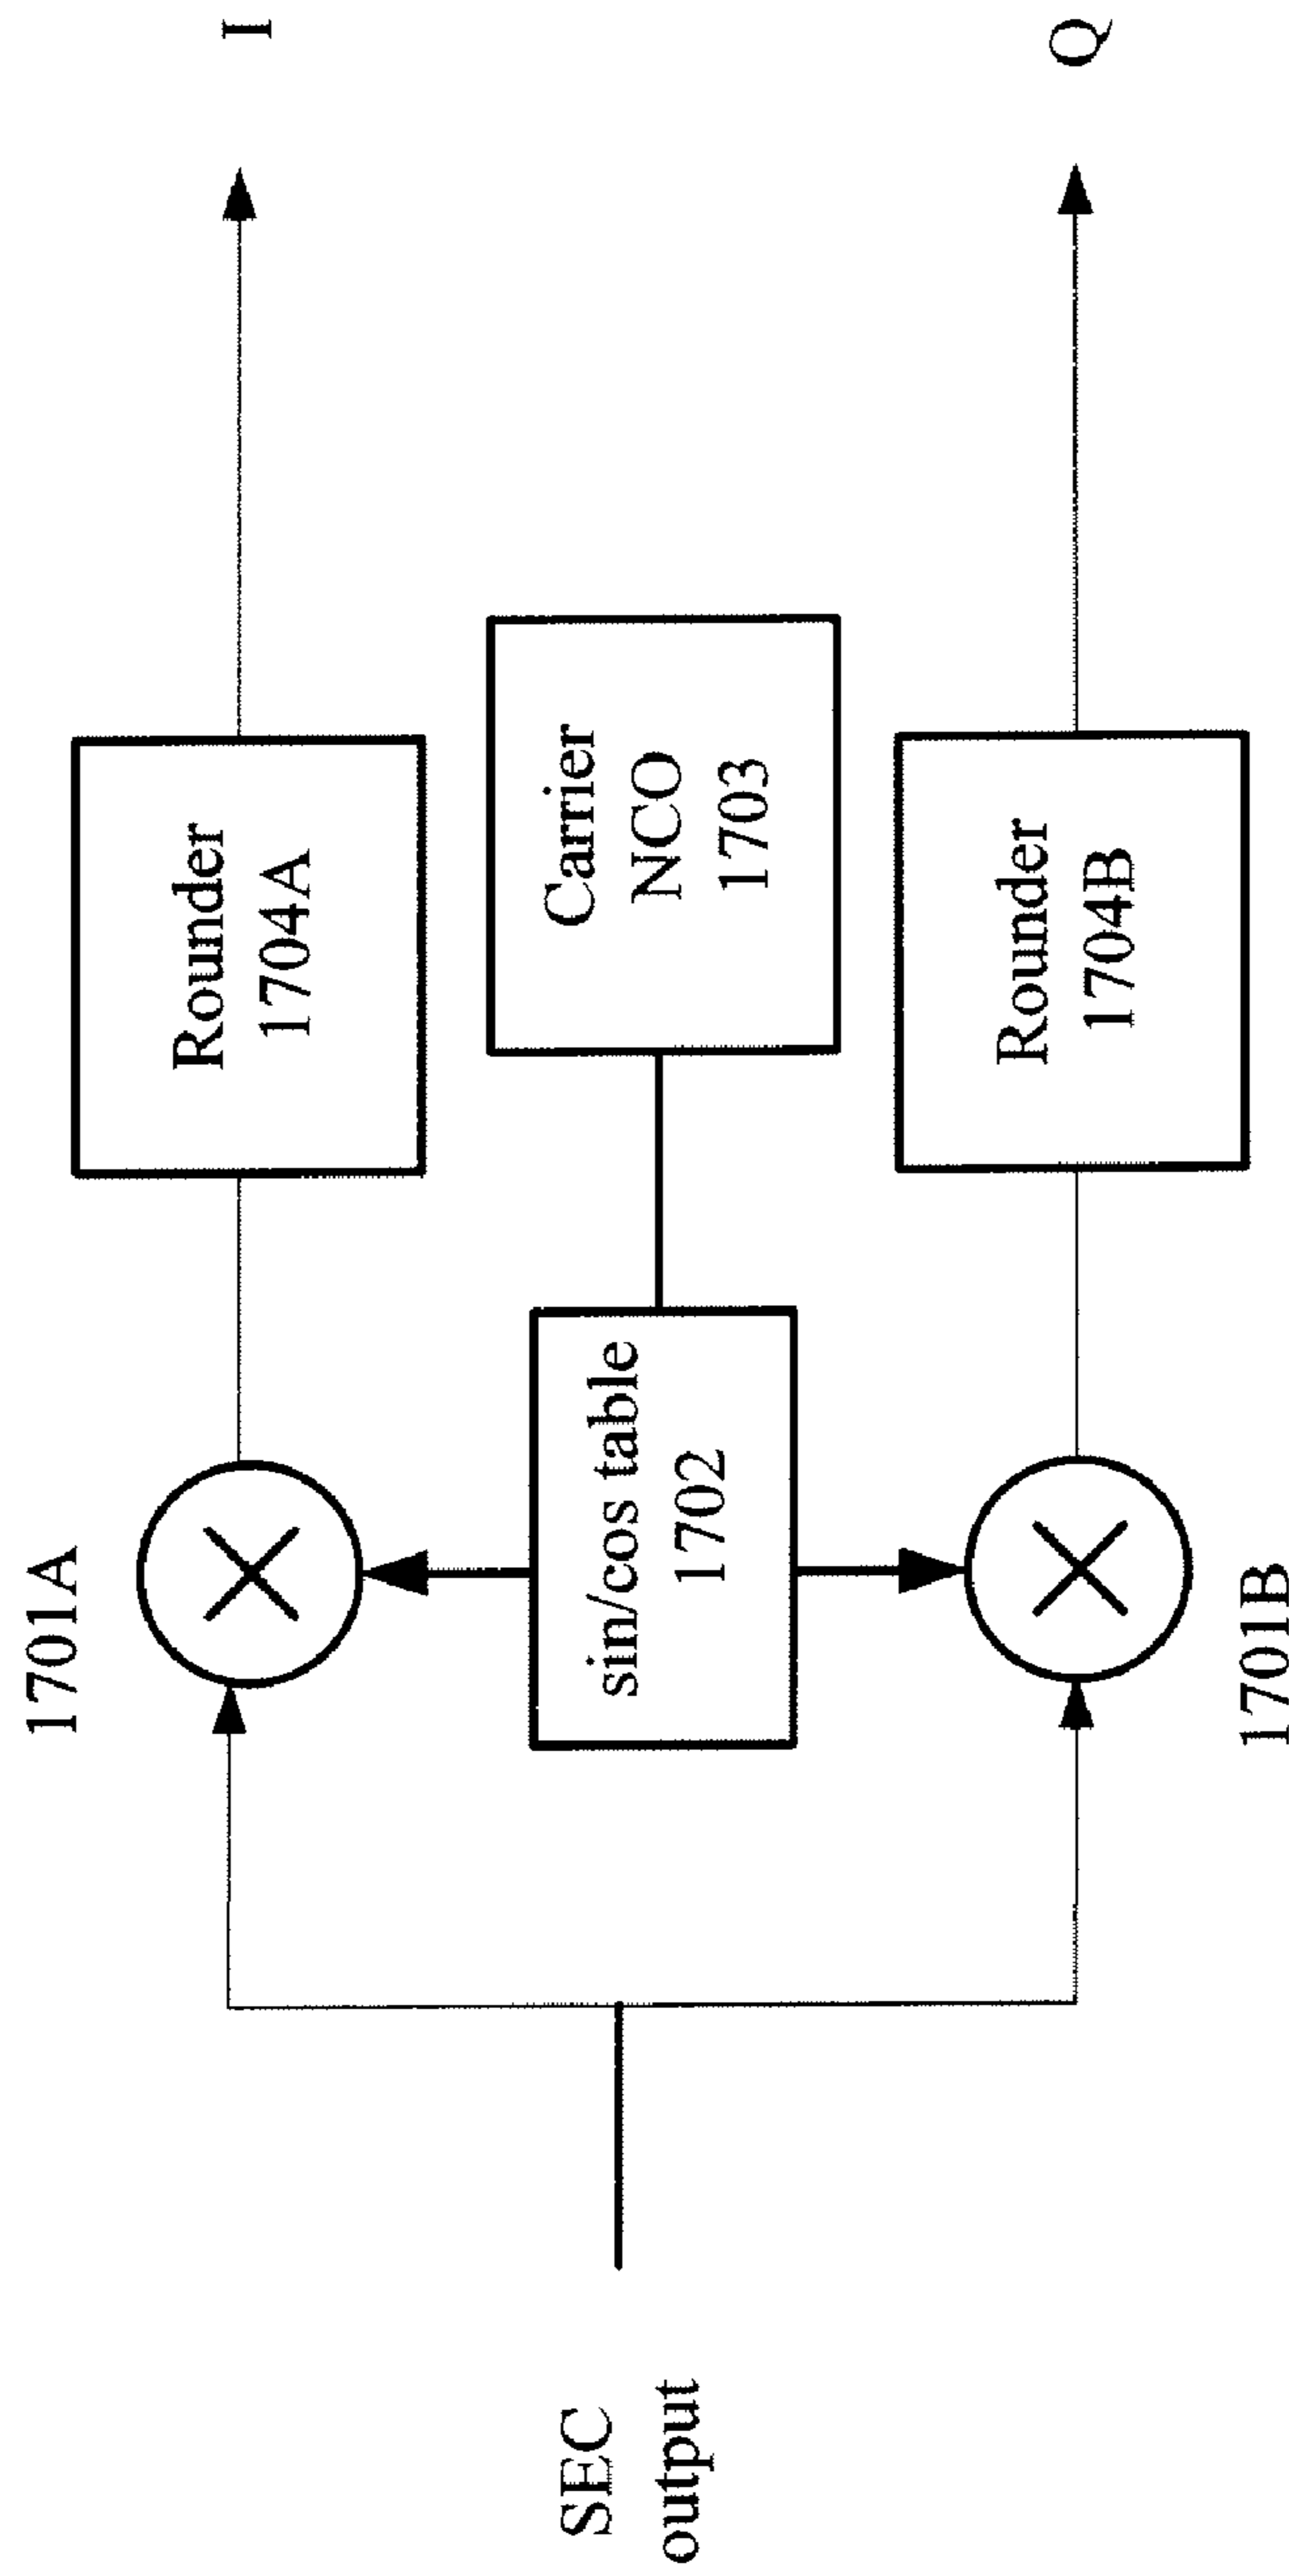 1701A
Rounder
1704A
I
SEC
output
sin/cos table
1702
Carrier
NCO
1703
1701B
Rounder
1704B
Q